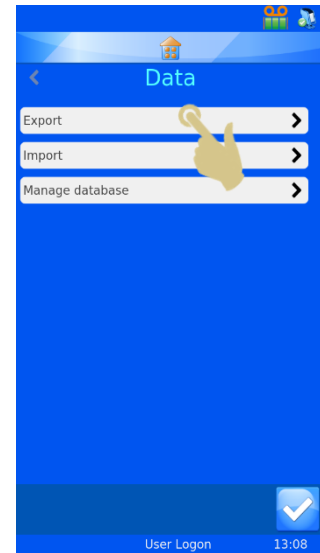 Data
Export
Import
Manage database
User Logon 13:08